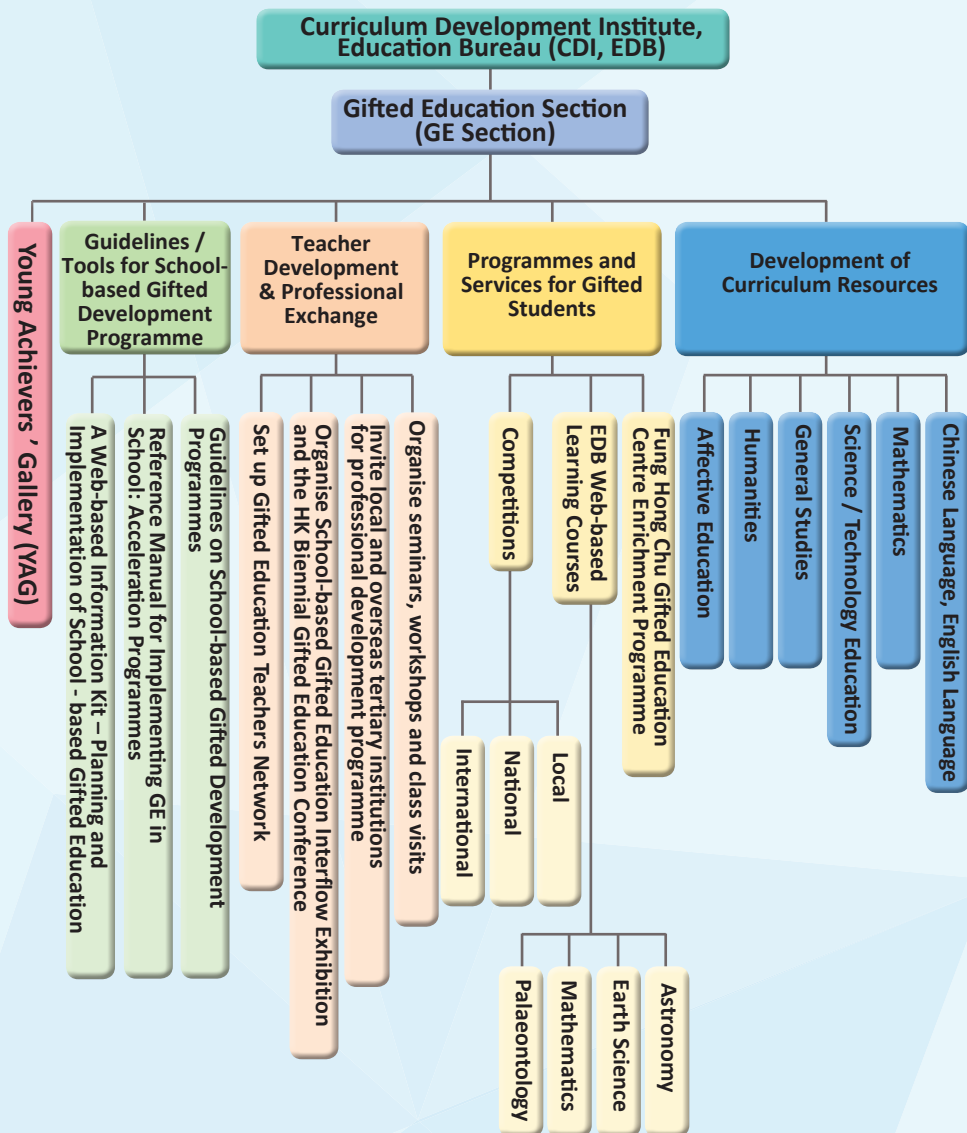 Curriculum Development Institute,
Education Bureau (CDI, EDB)
Gifted Education Section
(GE Section)
Young Achievers ’ Gallery (YAG)
Guidelines /
Tools for School-
based Gifted
Development
Programme
Teacher
Development
& Professional
Exchange
Programmes and
Services for Gifted
Students
Development of
Curriculum Resources
A Web-based Information Kit – Planning and
Implementation of School - based Gifted Education
Reference Manual for Implementing GE in
School: Acceleration Programmes
Guidelines on School-based Gifted Development
Programmes
Set up Gifted Education Teachers Network
Organise School-based Gifted Education Interflow Exhibition
and the HK Biennial Gifted Education Conference
Invite local and overseas tertiary institutions
for professional development programme
Organise seminars, workshops and class visits
Competitions
EDB Web-based
Learning Courses
Fung Hong Chu Gifted Education
Centre Enrichment Programme
Affective Education
Humanities
General Studies
Science / Technology Education
Mathematics
Chinese Language, English Language
International
National
Local
Palaeontology
Mathematics
Earth Science
Astronomy